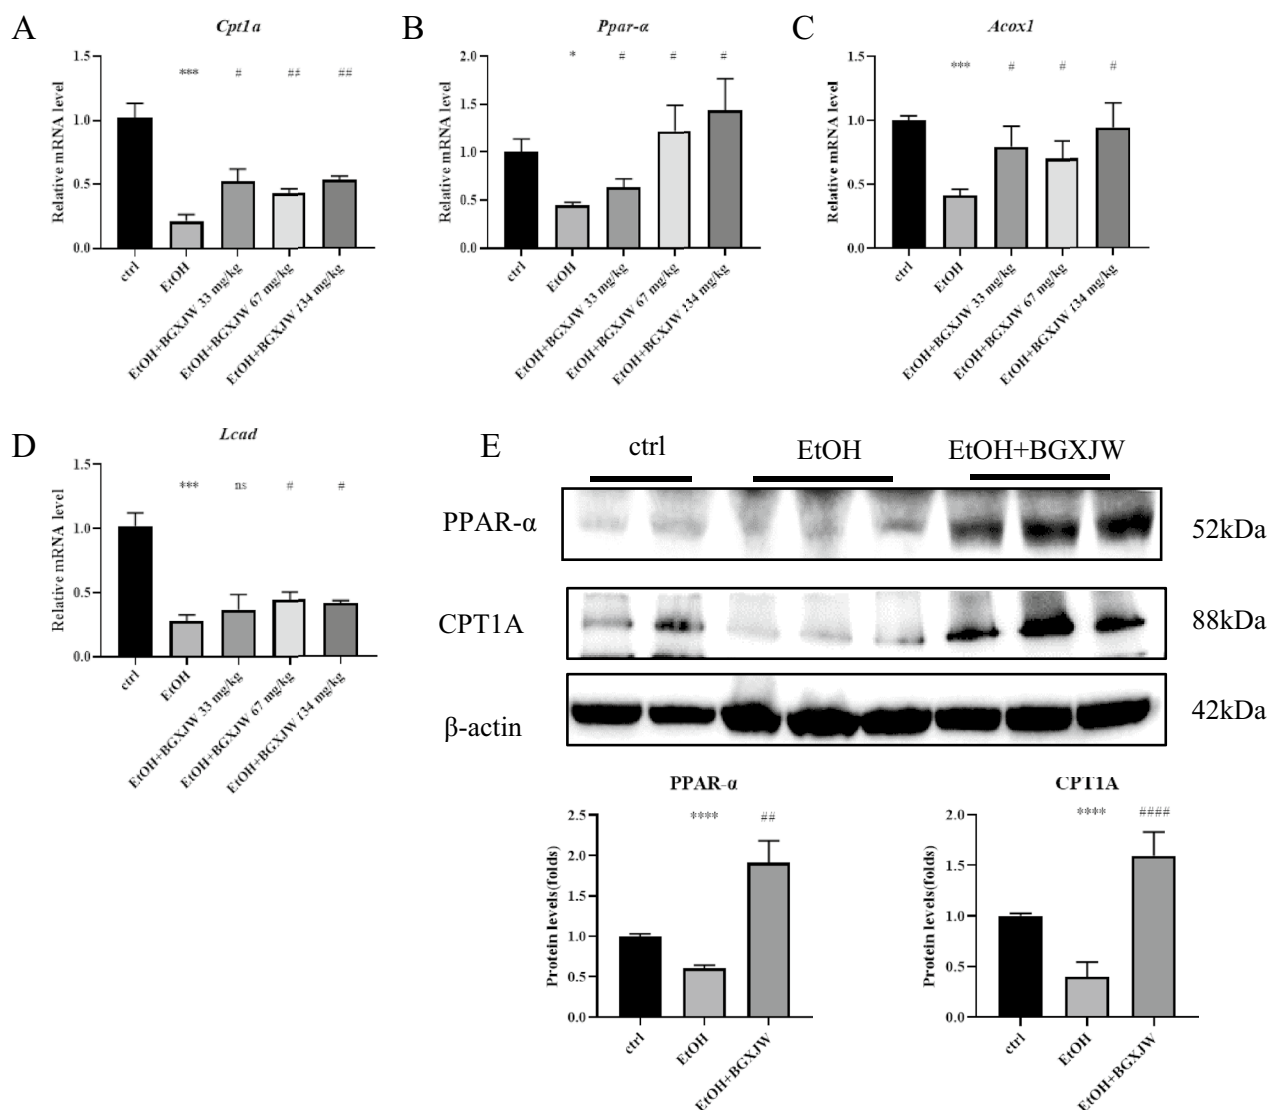 A
Cpt1a
Relative mRNA level
1.5
1.0
0.5
0.0
*** # ## ##
ctrl
EtOH
EtOH+BGXJW 33 mg/kg
EtOH+BGXJW 67 mg/kg
EtOH+BGXJW 134 mg/kg
B
Ppar-α
Relative mRNA level
2.0
1.5
1.0
0.5
0.0
* # # #
ctrl
EtOH
EtOH+BGXJW 33 mg/kg
EtOH+BGXJW 67 mg/kg
EtOH+BGXJW 134 mg/kg
C
Acox1
Relative mRNA level
1.5
1.0
0.5
0.0
*** # # #
ctrl
EtOH
EtOH+BGXJW 33 mg/kg
EtOH+BGXJW 67 mg/kg
EtOH+BGXJW 134 mg/kg
D
Lcad
Relative mRNA level
1.5
1.0
0.5
0.0
*** ns # #
ctrl
EtOH
EtOH+BGXJW 33 mg/kg
EtOH+BGXJW 67 mg/kg
EtOH+BGXJW 134 mg/kg
E
ctrl EtOH EtOH+BGXJW
PPAR-α 52kDa
CPT1A 88kDa
β-actin 42kDa
PPAR-α
Protein levels(folds)
2.5
2.0
1.5
1.0
0.5
0.0
**** ##
ctrl
EtOH
EtOH+BGXJW
CPT1A
Protein levels(folds)
2.0
1.5
1.0
0.5
0.0
**** ####
ctrl
EtOH
EtOH+BGXJW